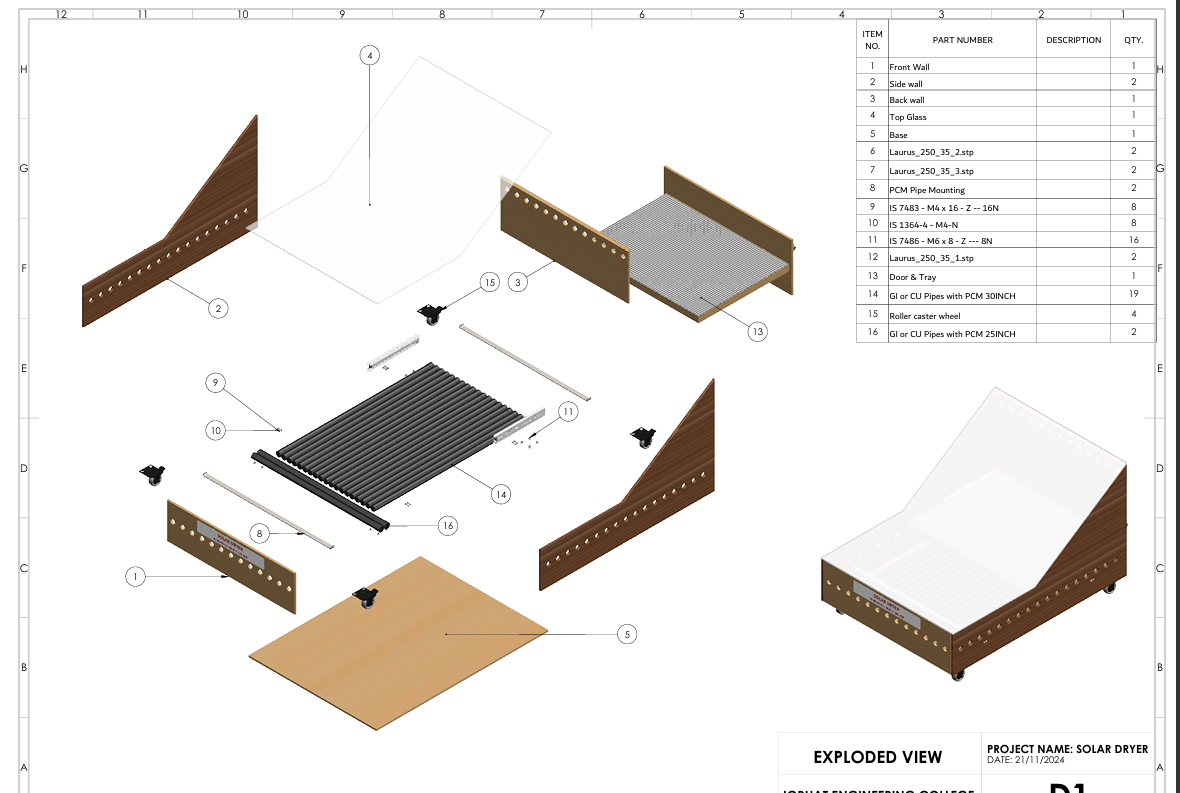 12 11 10 9 8 7 6 5 4 3 2 1
ITEM NO. PART NUMBER DESCRIPTION QTY.
1 Front Wall 1
2 Side wall 2
3 Back wall 1
4 Top Glass 1
5 Base 1
6 Laurus_250_35_2.stp 2
7 Laurus_250_35_3.stp 2
8 PCM Pipe Mounting 2
9 IS 7483 - M4 x 16 - Z -- 16N 8
10 IS 1364-4 - M4-N 8
11 IS 7486 - M6 x 8 - Z --- 8N 16
12 Laurus_250_35_1.stp 2
13 Door & Tray 1
14 GI or CU Pipes with PCM 30INCH 19
15 Roller caster wheel 4
16 GI or CU Pipes with PCM 25INCH 2
H H
4
G G
F F
2
15 3
13
E E
9
11
10
D D
14
16
8
SOLAR DRYER
SOLAR DRYER
C C
1
5
B B
EXPLODED VIEW
PROJECT NAME: SOLAR DRYER
DATE: 21/11/2024
A A
ENGINEERING COLLEGE
D1